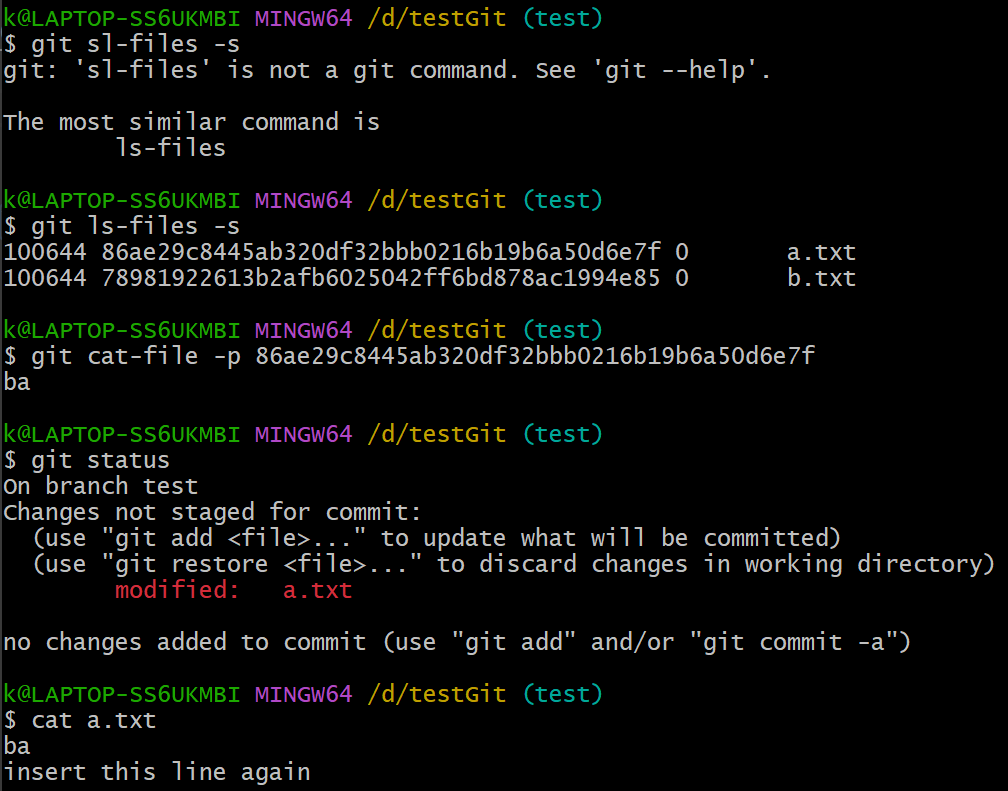 k@LAPTOP-SS6UKMBI MINGW64 /d/testGit (test)
$ git sl-files -s
git: 'sl-files' is not a git command. See 'git --help'.
The most similar command is
ls-files
k@LAPTOP-SS6UKMBI MINGW64 /d/testGit (test)
$ git ls-files -s
100644 86ae29c8445ab320df32bbb0216b19b6a50d6e7f 0 a.txt
100644 78981922613b2afb6025042ff6bd878ac1994e85 0 b.txt
k@LAPTOP-SS6UKMBI MINGW64 /d/testGit (test)
$ git cat-file -p 86ae29c8445ab320df32bbb0216b19b6a50d6e7f
ba
k@LAPTOP-SS6UKMBI MINGW64 /d/testGit (test)
$ git status
On branch test
Changes not staged for commit:
(use "git add <file>..." to update what will be committed)
(use "git restore <file>..." to discard changes in working directory)
modified: a.txt
no changes added to commit (use "git add" and/or "git commit -a")
k@LAPTOP-SS6UKMBI MINGW64 /d/testGit (test)
$ cat a.txt
ba
insert this line again